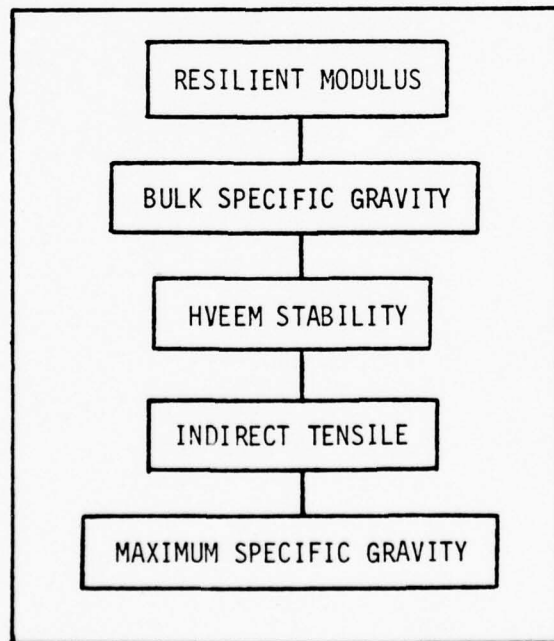 RESILIENT MODULUS
BULK SPECIFIC GRAVITY
HVEEM STABILITY
INDIRECT TENSILE
MAXIMUM SPECIFIC GRAVITY